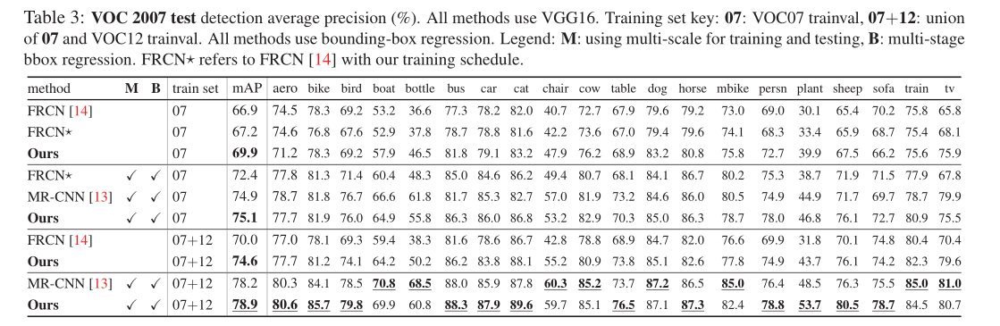 Table 3: VOC 2007 test detection average precision (%). All methods use VGG16. Training set key: 07: VOC07 trainval, 07+12: union
of 07 and VOC12 trainval. All methods use bounding-box regression. Legend: M: using multi-scale for training and testing, B: multi-stage
bbox regression. FRCN⋆ refers to FRCN [14] with our training schedule.
method M B train set mAP aero bike bird boat bottle bus car cat chair cow table dog horse mbike persn plant sheep sofa train tv
FRCN [14] 07 66.9 74.5 78.3 69.2 53.2 36.6 77.3 78.2 82.0 40.7 72.7 67.9 79.6 79.2 73.0 69.0 30.1 65.4 70.2 75.8 65.8
FRCN⋆ 07 67.2 74.6 76.8 67.6 52.9 37.8 78.7 78.8 81.6 42.2 73.6 67.0 79.4 79.6 74.1 68.3 33.4 65.9 68.7 75.4 68.1
Ours 07 69.9 71.2 78.3 69.2 57.9 46.5 81.8 79.1 83.2 47.9 76.2 68.9 83.2 80.8 75.8 72.7 39.9 67.5 66.2 75.6 75.9
FRCN⋆ ✓ ✓ 07 72.4 77.8 81.3 71.4 60.4 48.3 85.0 84.6 86.2 49.4 80.7 68.1 84.1 86.7 80.2 75.3 38.7 71.9 71.5 77.9 67.8
MR-CNN [13] ✓ ✓ 07 74.9 78.7 81.8 76.7 66.6 61.8 81.7 85.3 82.7 57.0 81.9 73.2 84.6 86.0 80.5 74.9 44.9 71.7 69.7 78.7 79.9
Ours ✓ ✓ 07 75.1 77.7 81.9 76.0 64.9 55.8 86.3 86.0 86.8 53.2 82.9 70.3 85.0 86.3 78.7 78.0 46.8 76.1 72.7 80.9 75.5
FRCN [14] 07+12 70.0 77.0 78.1 69.3 59.4 38.3 81.6 78.6 86.7 42.8 78.8 68.9 84.7 82.0 76.6 69.9 31.8 70.1 74.8 80.4 70.4
Ours 07+12 74.6 77.7 81.2 74.1 64.2 50.2 86.2 83.8 88.1 55.2 80.9 73.8 85.1 82.6 77.8 74.9 43.7 76.1 74.2 82.3 79.6
MR-CNN [13] ✓ ✓ 07+12 78.2 80.3 84.1 78.5 70.8 68.5 88.0 85.9 87.8 60.3 85.2 73.7 87.2 86.5 85.0 76.4 48.5 76.3 75.5 85.0 81.0
Ours ✓ ✓ 07+12 78.9 80.6 85.7 79.8 69.9 60.8 88.3 87.9 89.6 59.7 85.1 76.5 87.1 87.3 82.4 78.8 53.7 80.5 78.7 84.5 80.7